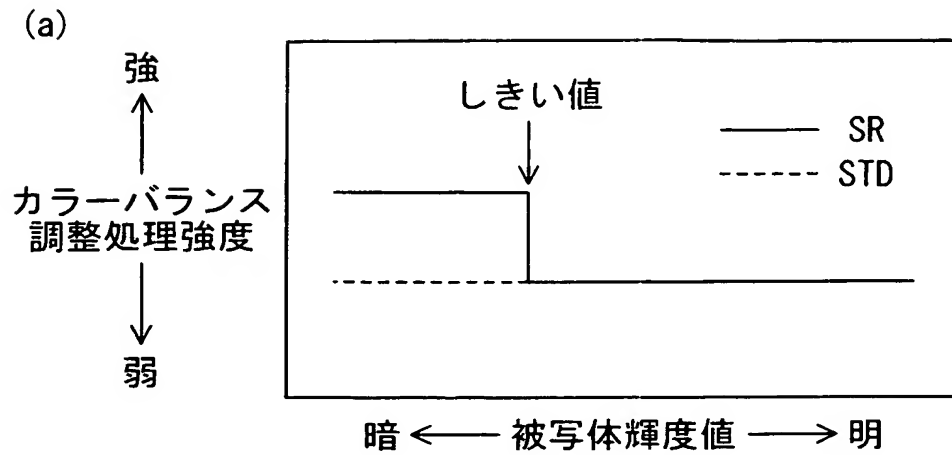 (a)
強
しきい値
SR
STD
カラーバランス
調整処理強度
弱
暗 ←── 被写体輝度値 ──→ 明